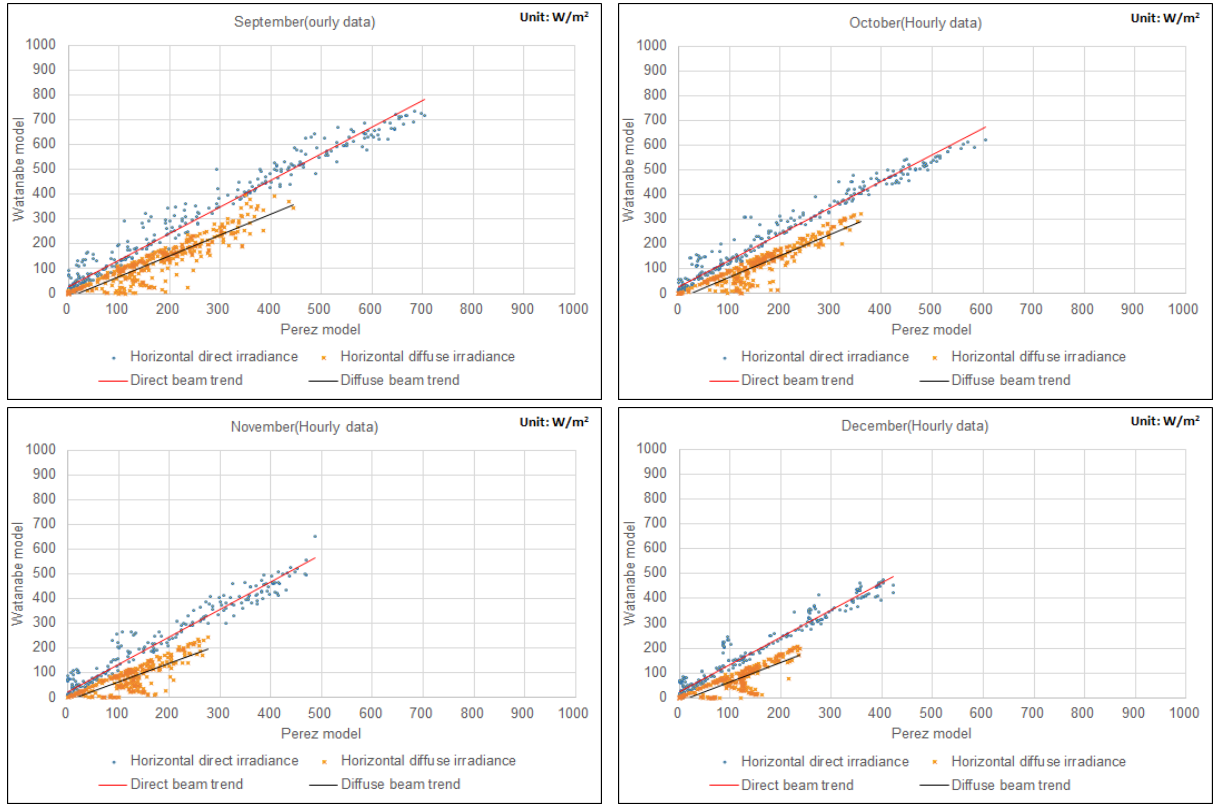 September(ourly data)
Unit: W/m²
1000
900
800
700
600
500
400
300
200
100
0
Watanabe model
0 100 200 300 400 500 600 700 800 900 1000
Perez model
Horizontal direct irradiance
Horizontal diffuse irradiance
Direct beam trend
Diffuse beam trend
October(Hourly data)
Unit: W/m²
1000
900
800
700
600
500
400
300
200
100
0
Watanabe model
0 100 200 300 400 500 600 700 800 900 1000
Perez model
Horizontal direct irradiance
Horizontal diffuse irradiance
Direct beam trend
Diffuse beam trend
November(Hourly data)
Unit: W/m²
1000
900
800
700
600
500
400
300
200
100
0
Watanabe model
0 100 200 300 400 500 600 700 800 900 1000
Perez model
Horizontal direct irradiance
Horizontal diffuse irradiance
Direct beam trend
Diffuse beam trend
December(Hourly data)
Unit: W/m²
1000
900
800
700
600
500
400
300
200
100
0
Watanabe model
0 100 200 300 400 500 600 700 800 900 1000
Perez model
Horizontal direct irradiance
Horizontal diffuse irradiance
Direct beam trend
Diffuse beam trend